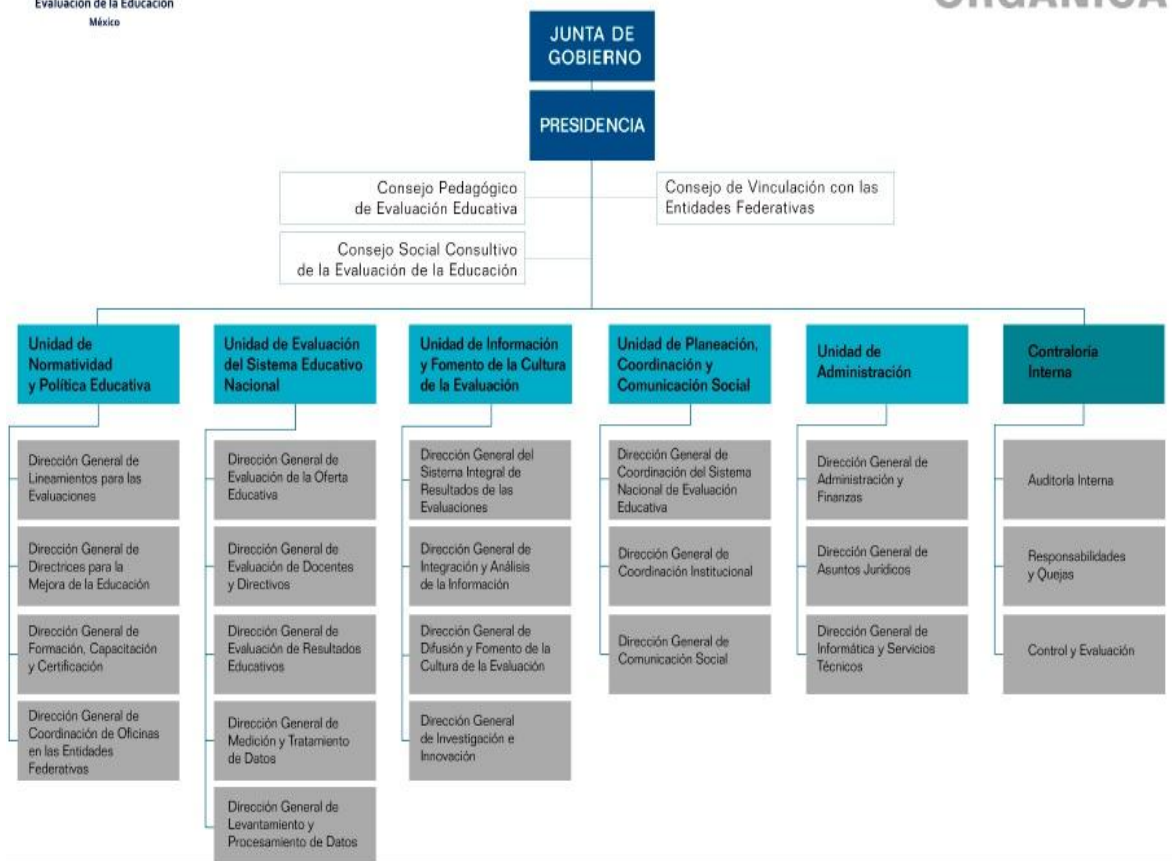 Evaluación de la Educación
México
ORGÁNICA
JUNTA DE
GOBIERNO
PRESIDENCIA
Consejo Pedagógico
de Evaluación Educativa
Consejo de Vinculación con las
Entidades Federativas
Consejo Social Consultivo
de la Evaluación de la Educación
Unidad de
Normatividad
y Política Educativa
Dirección General de
Lineamientos para las
Evaluaciones
Dirección General de
Directrices para la
Mejora de la Educación
Dirección General de
Formación, Capacitación
y Certificación
Dirección General de
Coordinación de Oficinas
en las Entidades
Federativas
Unidad de Evaluación
del Sistema Educativo
Nacional
Dirección General de
Evaluación de la Oferta
Educativa
Dirección General de
Evaluación de Docentes
y Directivos
Dirección General de
Evaluación de Resultados
Educativos
Dirección General de
Medición y Tratamiento
de Datos
Dirección General de
Levantamiento y
Procesamiento de Datos
Unidad de Información
y Fomento de la Cultura
de la Evaluación
Dirección General del
Sistema Integral de
Resultados de las
Evaluaciones
Dirección General de
Integración y Análisis
de la Información
Dirección General de
Difusión y Fomento de la
Cultura de la Evaluación
Dirección General
de Investigación e
Innovación
Unidad de Planeación,
Coordinación y
Comunicación Social
Dirección General de
Coordinación del Sistema
Nacional de Evaluación
Educativa
Dirección General de
Coordinación Institucional
Dirección General de
Comunicación Social
Unidad de
Administración
Dirección General de
Administración y
Finanzas
Dirección General de
Asuntos Jurídicos
Dirección General de
Informática y Servicios
Técnicos
Contraloría
Interna
Auditoría Interna
Responsabilidades
y Quejas
Control y Evaluación